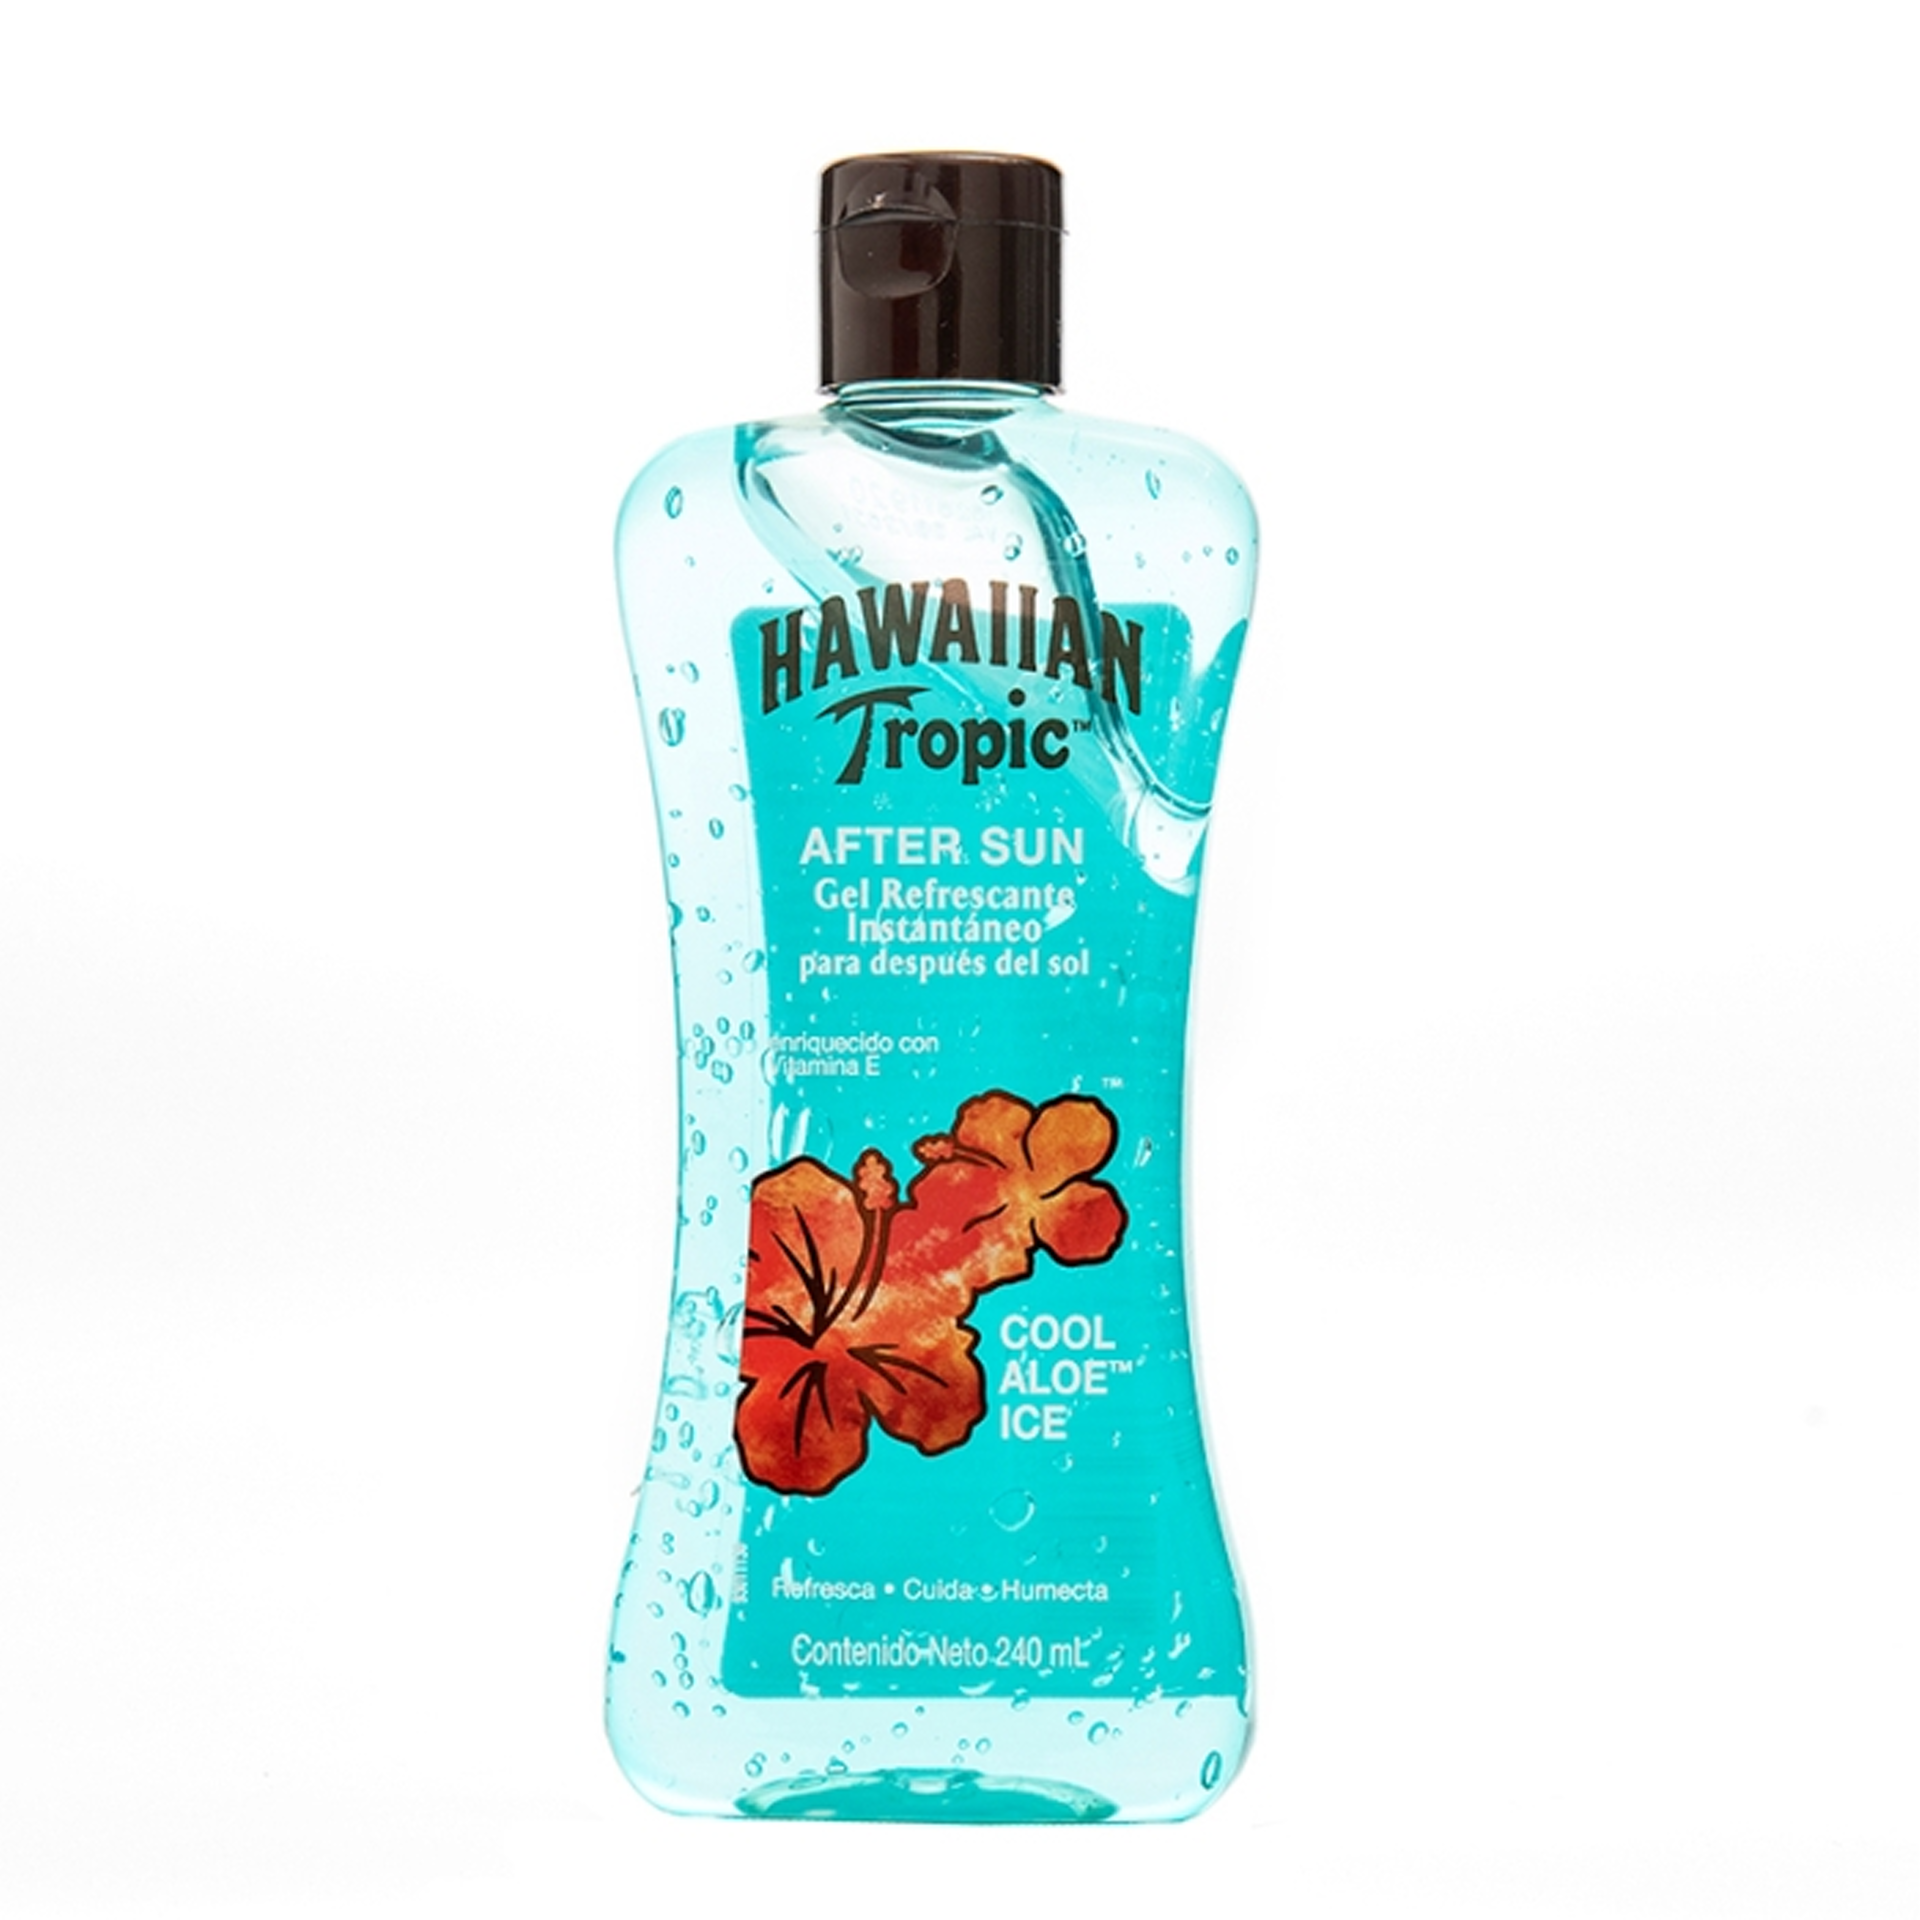 HAWAIIAN
Tropic™
AFTER SUN
Gel Refrescante
Instantáneo
para después del sol
enriquecido con
Vitamina E
™
COOL
ALOE™
ICE
Refresca • Cuida • Humecta
Contenido Neto 240 mL